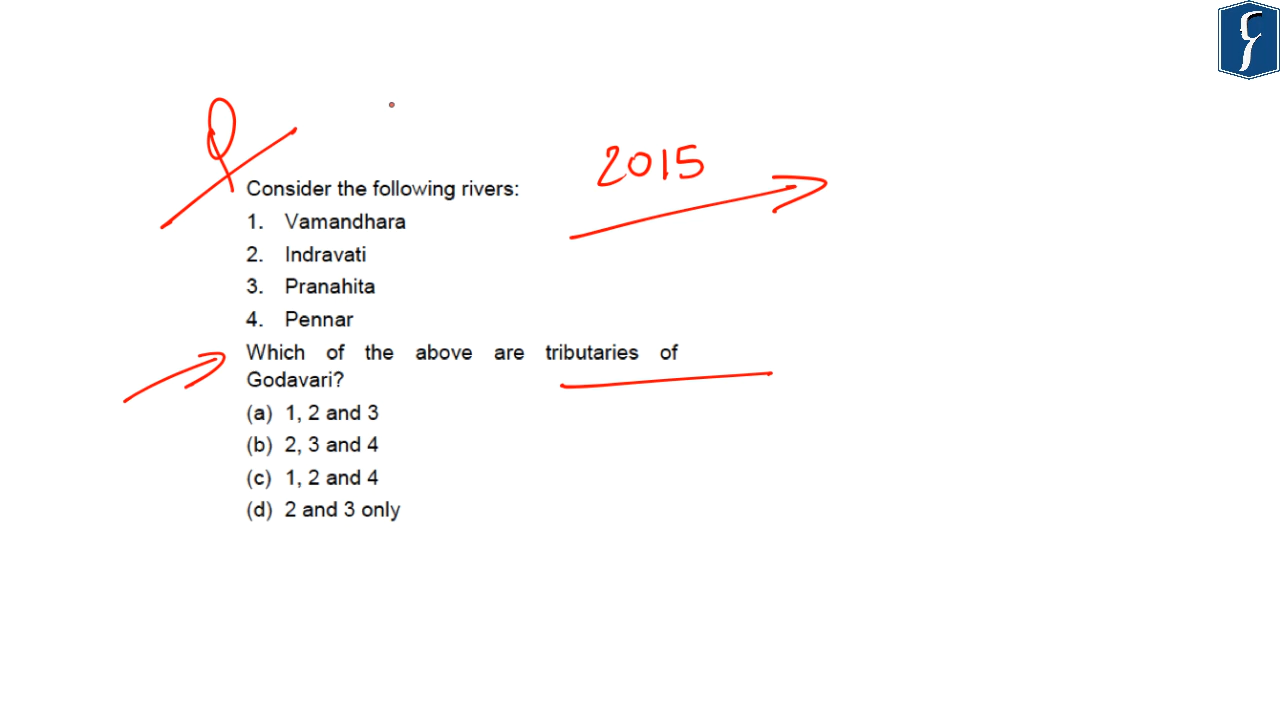 Q
2015
Consider the following rivers:
1. Vamandhara
2. Indravati
3. Pranahita
4. Pennar
Which of the above are tributaries of
Godavari?
(a) 1, 2 and 3
(b) 2, 3 and 4
(c) 1, 2 and 4
(d) 2 and 3 only